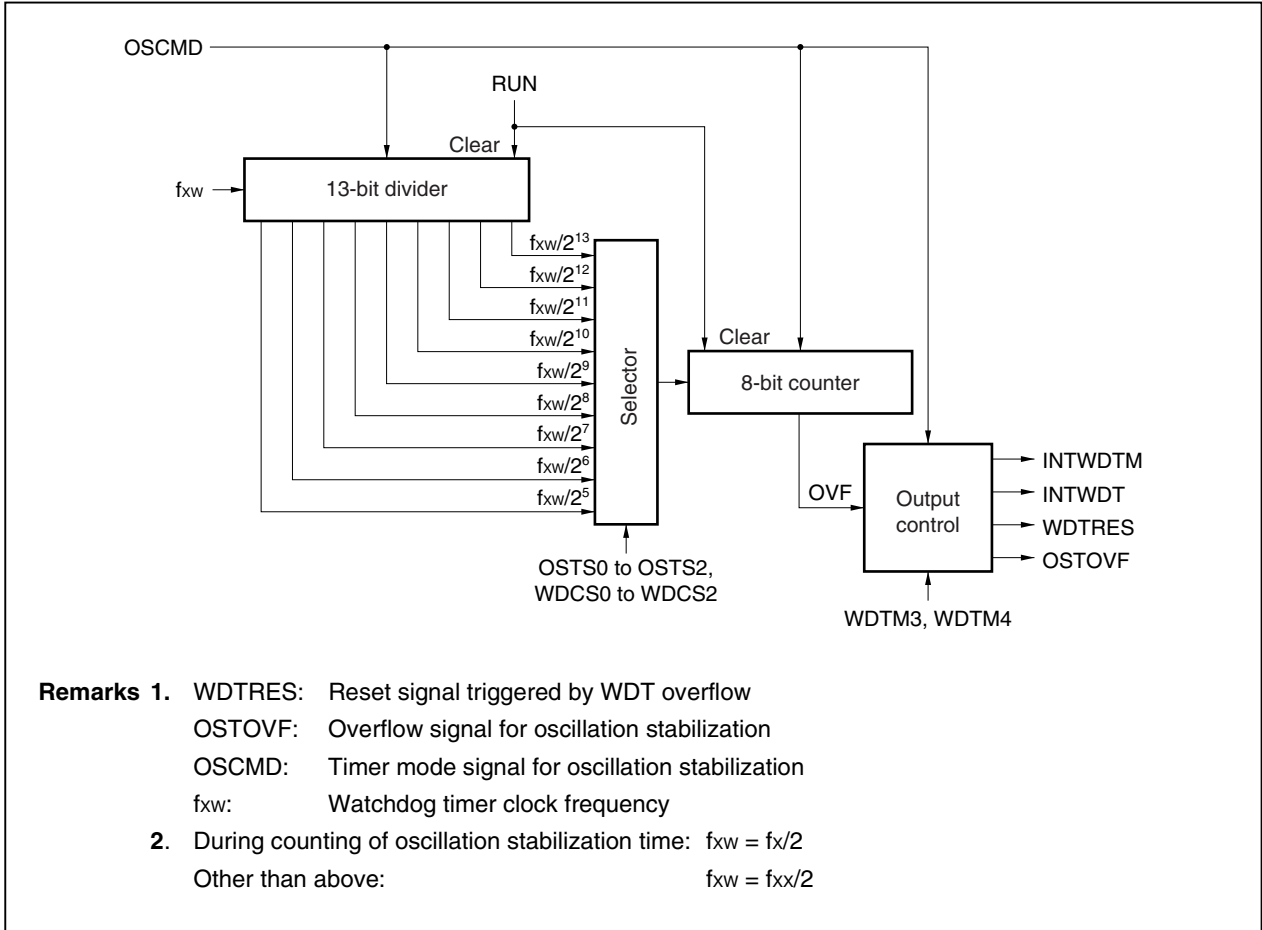 OSCMD
RUN
Clear
fxw
13-bit divider
fxw/2¹³
fxw/2¹²
fxw/2¹¹
fxw/2¹⁰
fxw/2⁹
fxw/2⁸
fxw/2⁷
fxw/2⁶
fxw/2⁵
Selector
Clear
8-bit counter
OVF
Output
control
INTWDTM
INTWDT
WDTRES
OSTOVF
OSTS0 to OSTS2,
WDCS0 to WDCS2
WDTM3, WDTM4
Remarks 1. WDTRES: Reset signal triggered by WDT overflow
OSTOVF: Overflow signal for oscillation stabilization
OSCMD: Timer mode signal for oscillation stabilization
fxw: Watchdog timer clock frequency
2. During counting of oscillation stabilization time: fxw = fx/2
Other than above: fxw = fxx/2